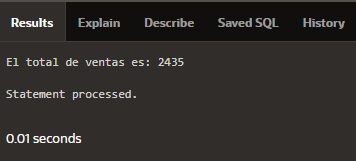 Results Explain Describe Saved SQL History
El total de ventas es: 2435
Statement processed.
0.01 seconds